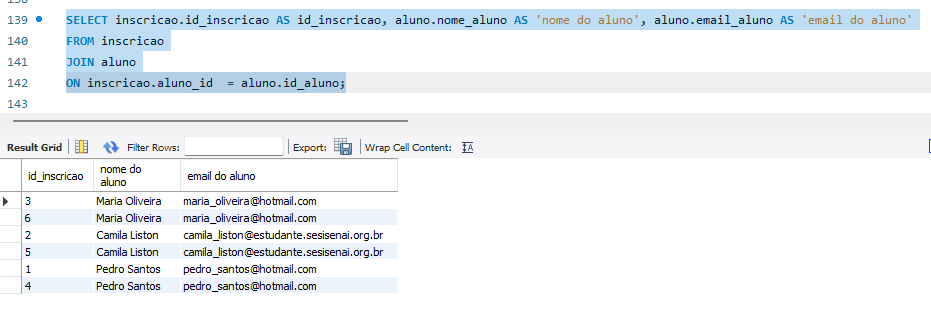 139 SELECT inscricao.id_inscricao AS id_inscricao, aluno.nome_aluno AS 'nome do aluno', aluno.email_aluno AS 'email do aluno'
140 FROM inscricao
141 JOIN aluno
142 ON inscricao.aluno_id  = aluno.id_aluno;
143
Result Grid Filter Rows: Export: Wrap Cell Content:
id_inscricao nome do aluno email do aluno
3 Maria Oliveira maria_oliveira@hotmail.com
6 Maria Oliveira maria_oliveira@hotmail.com
2 Camila Liston camila_liston@estudante.sesisenai.org.br
5 Camila Liston camila_liston@estudante.sesisenai.org.br
1 Pedro Santos pedro_santos@hotmail.com
4 Pedro Santos pedro_santos@hotmail.com